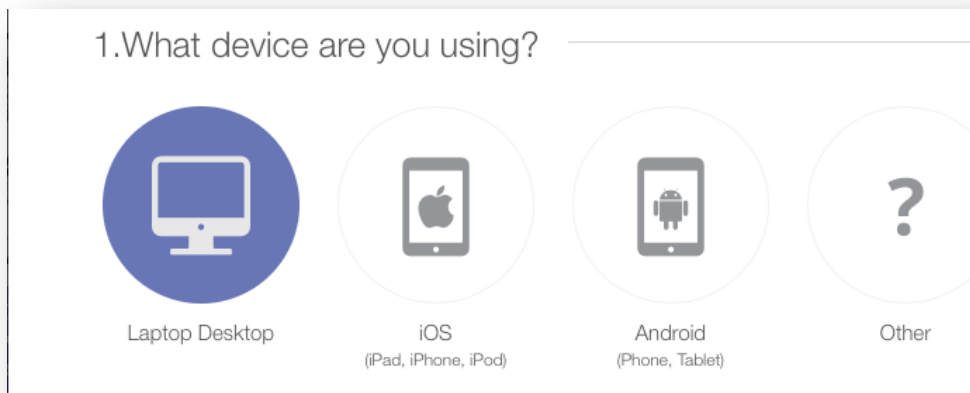 1.What device are you using?
Laptop Desktop
iOS
(iPad, iPhone, iPod)
Android
(Phone, Tablet)
?
Other